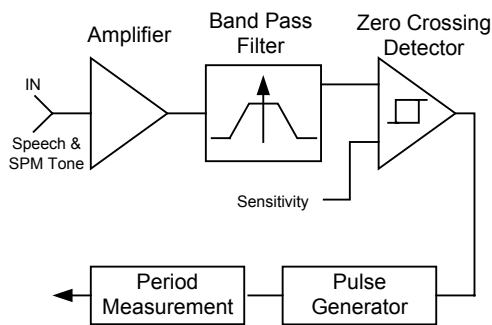 Amplifier
Band Pass
Filter
Zero Crossing
Detector
IN
Speech &
SPM Tone
Sensitivity
Period
Measurement
Pulse
Generator